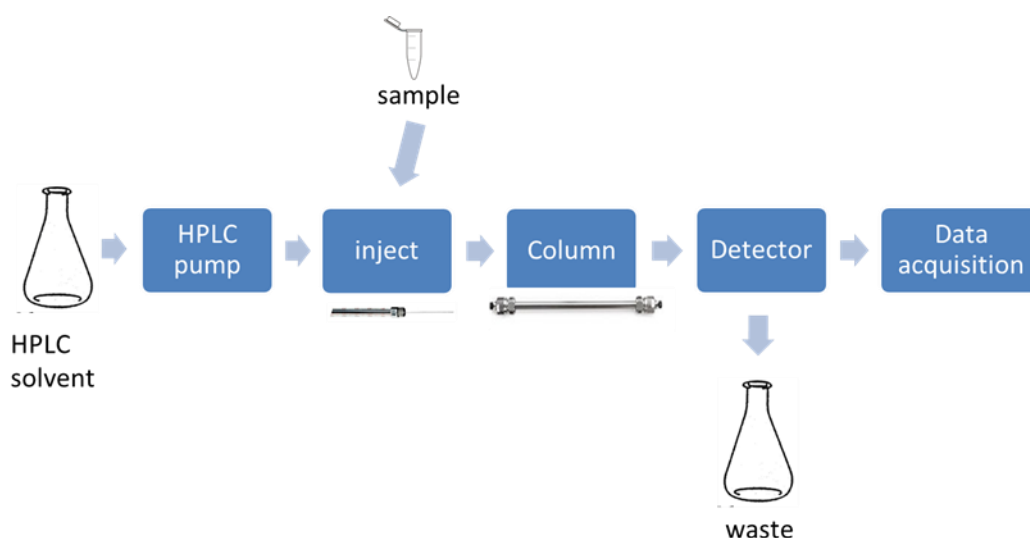 sample
HPLC
pump
inject
Column
Detector
Data
acquisition
HPLC
solvent
waste